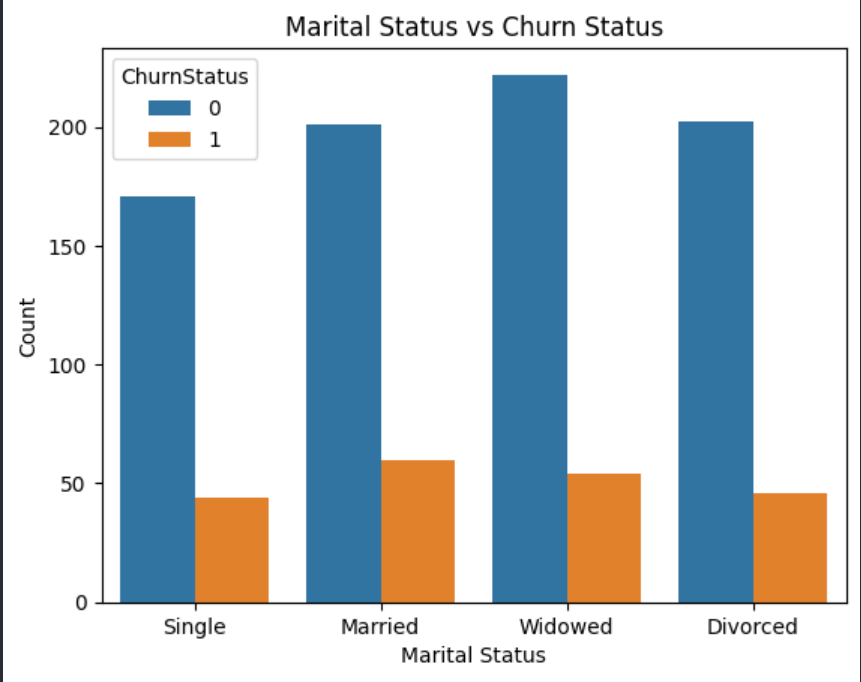 Marital Status vs Churn Status
ChurnStatus
0
1
200
150
100
50
0
Count
Single Married Widowed Divorced
Marital Status